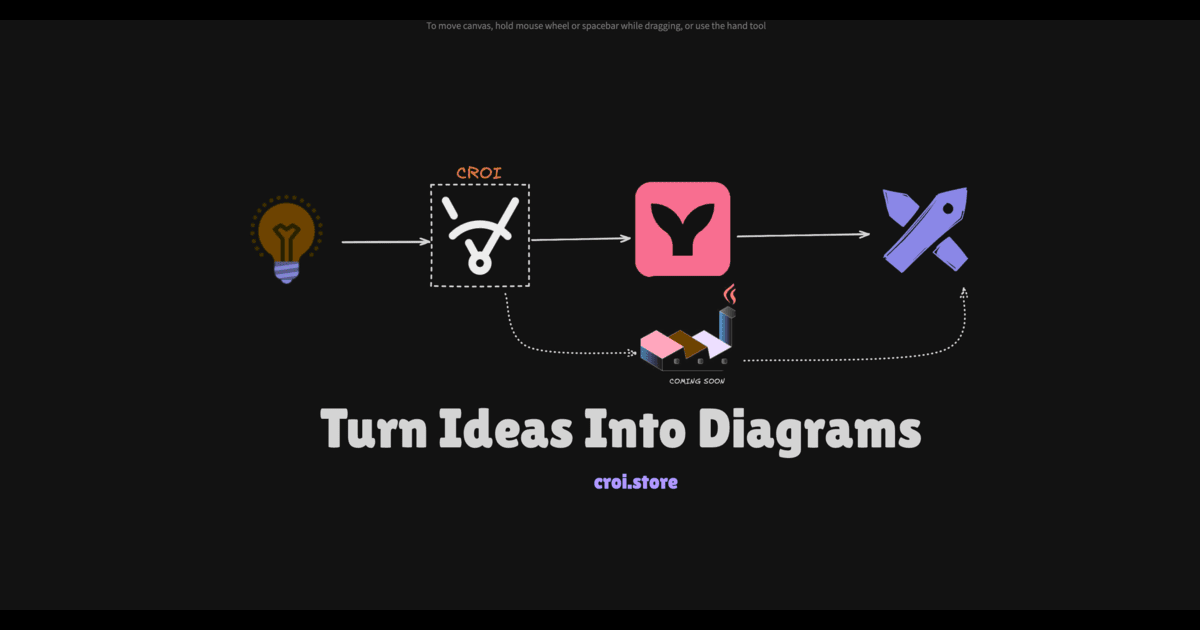 To move canvas, hold mouse wheel or spacebar while dragging, or use the hand tool
CROI
COMING SOON
Turn Ideas Into Diagrams
croi.store